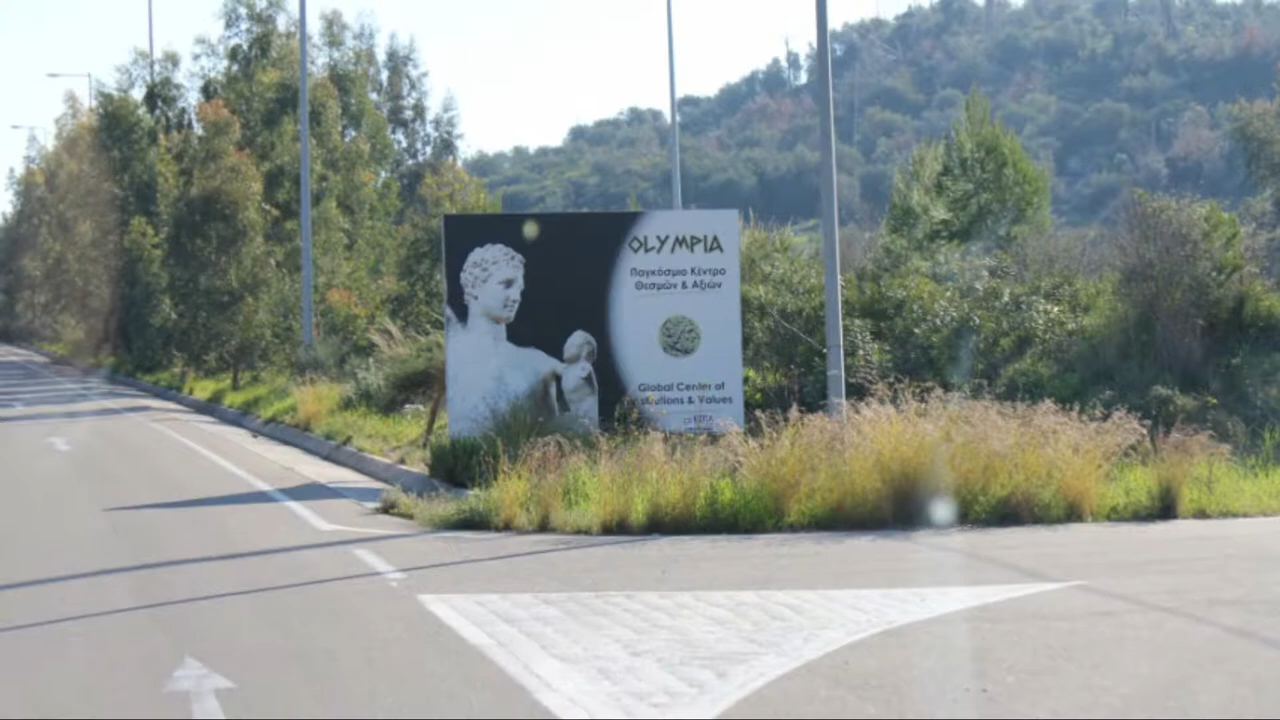 OLYMPIA
Παγκόσμιο Κέντρο
Θεσμών & Αξιών
Global Center of
& Values